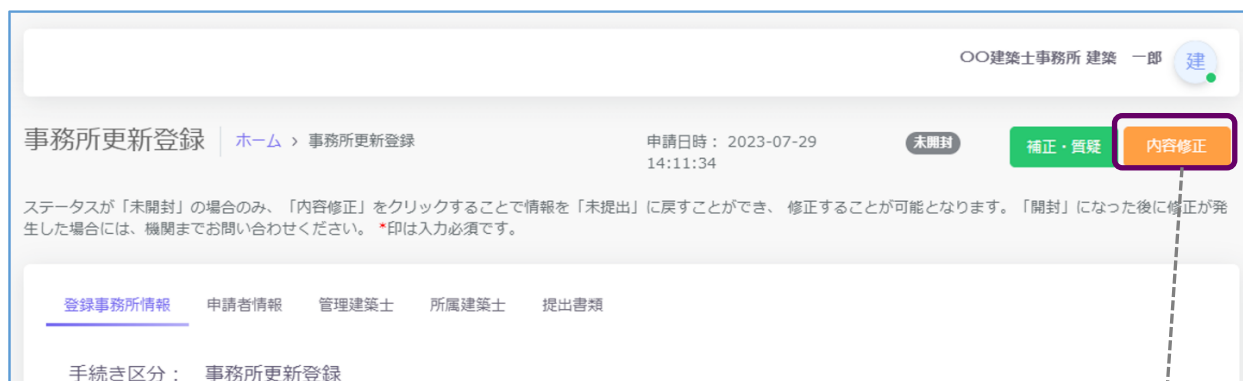 〇〇建築士事務所 建築　一郎 建
事務所更新登録 ホーム › 事務所更新登録 申請日時： 2023-07-29 14:11:34 未開封 補正・質疑 内容修正
ステータスが「未開封」の場合のみ、「内容修正」をクリックすることで情報を「未提出」に戻すことができ、 修正することが可能となります。「開封」になった後に修正が発
生した場合には、機関までお問い合わせください。 *印は入力必須です。
登録事務所情報 申請者情報 管理建築士 所属建築士 提出書類
手続き区分： 事務所更新登録